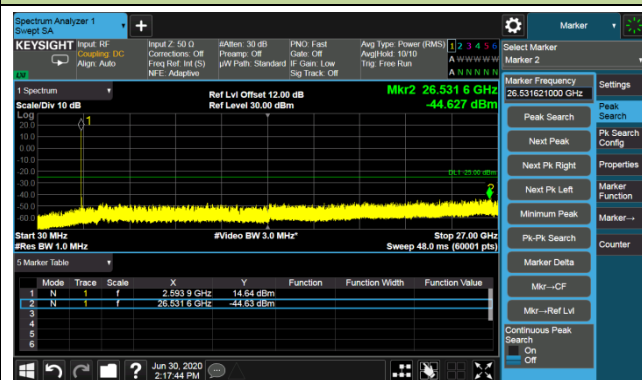 Spectrum Analyzer 1
Swept SA
+
Marker
KEYSIGHT
Input: RF
Coupling: DC
Align: Auto
Input Z: 50 Ω
Corrections: Off
Freq Ref: Int (S)
NFE: Adaptive
#Atten: 30 dB
Preamp: Off
µW Path: Standard
PNO: Fast
Gate: Off
IF Gain: Low
Sig Track: Off
Avg Type: Power (RMS)
Avg|Hold: 10/10
Trig: Free Run
1 2 3 4 5 6
A W W W W W
A N N N N N
LXI
Select Marker
Marker 2
1 Spectrum
Scale/Div 10 dB
Ref Lvl Offset 12.00 dB
Ref Level 30.00 dBm
Mkr2 26.531 6 GHz
-44.627 dBm
Log
20.0
10.0
0.00
-10.0
-20.0
-30.0
-40.0
-50.0
-60.0
1
2
DL1 -25.00 dBm
Start 30 MHz
#Res BW 1.0 MHz
#Video BW 3.0 MHz*
Stop 27.00 GHz
Sweep 48.0 ms (60001 pts)
5 Marker Table
Mode Trace Scale X Y Function Function Width Function Value
1 N 1 f 2.593 9 GHz 14.64 dBm
2 N 1 f 26.531 6 GHz -44.63 dBm
3
4
5
6
Marker Frequency
26.531621000 GHz
Peak Search
Next Peak
Next Pk Right
Next Pk Left
Minimum Peak
Pk-Pk Search
Marker Delta
Mkr→CF
Mkr→Ref Lvl
Continuous Peak
Search
On
Off
Settings
Peak
Search
Pk Search
Config
Properties
Marker
Function
Marker→
Counter
?
Jun 30, 2020
2:17:44 PM